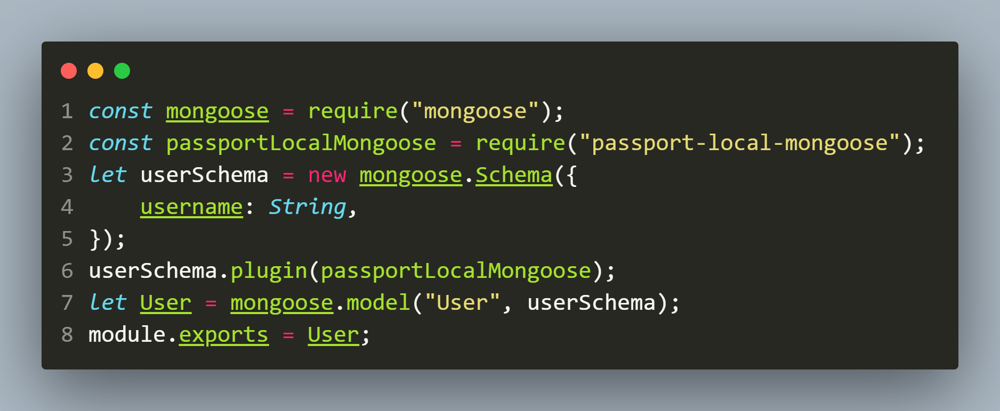 1 const mongoose = require("mongoose");
2 const passportLocalMongoose = require("passport-local-mongoose");
3 let userSchema = new mongoose.Schema({
4     username: String,
5 });
6 userSchema.plugin(passportLocalMongoose);
7 let User = mongoose.model("User", userSchema);
8 module.exports = User;